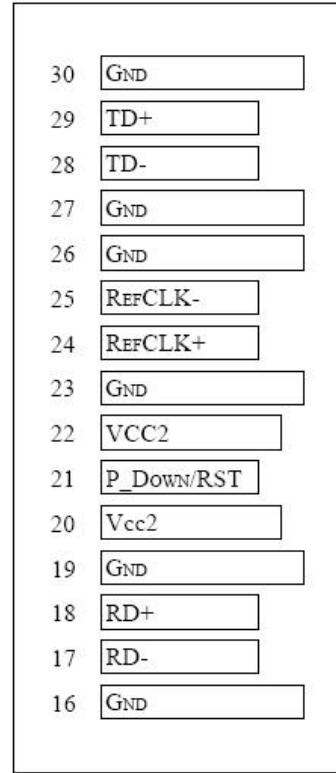 30 GND
29 TD+
28 TD-
27 GND
26 GND
25 REFCLK-
24 REFCLK+
23 GND
22 VCC2
21 P_DOWN/RST
20 Vcc2
19 GND
18 RD+
17 RD-
16 GND